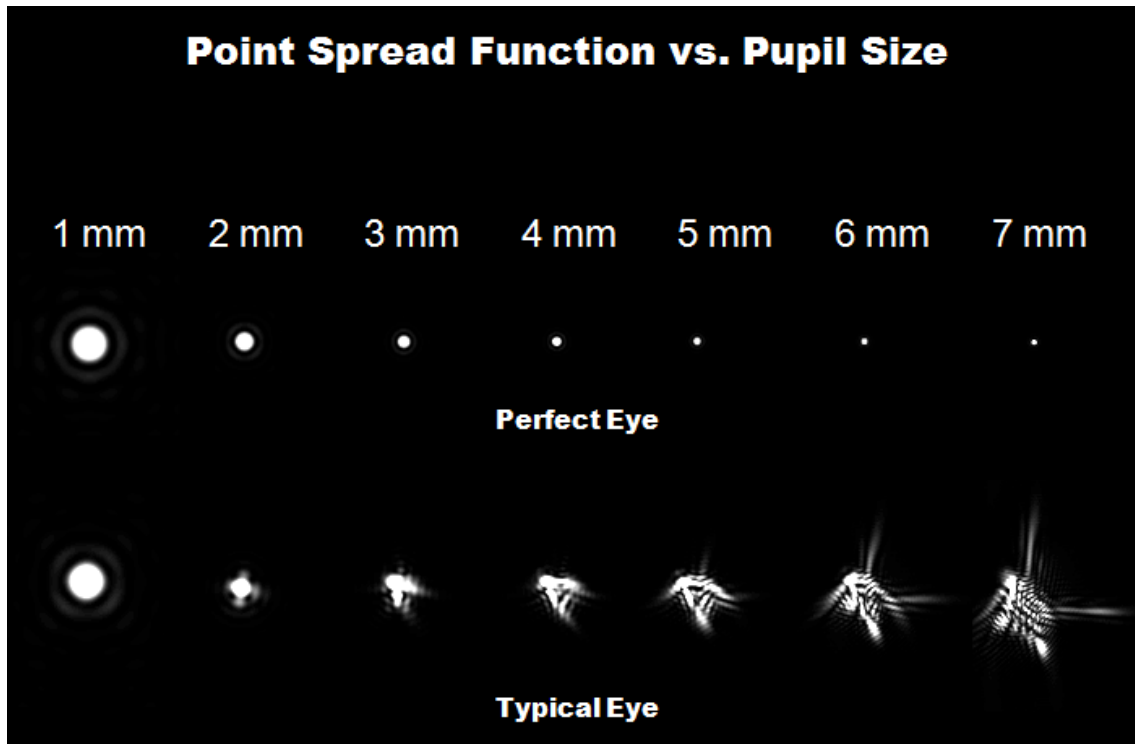 Point Spread Function vs. Pupil Size
1 mm 2 mm 3 mm 4 mm 5 mm 6 mm 7 mm
Perfect Eye
Typical Eye